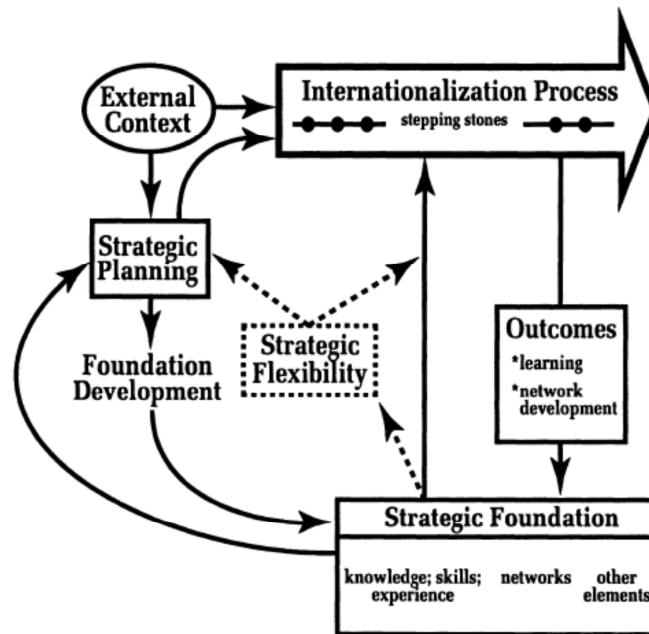 External
Context
Internationalization Process
stepping stones
Strategic
Planning
Foundation
Development
Strategic
Flexibility
Outcomes
*learning
*network
development
Strategic Foundation
knowledge; skills;
experience
networks
other
elements